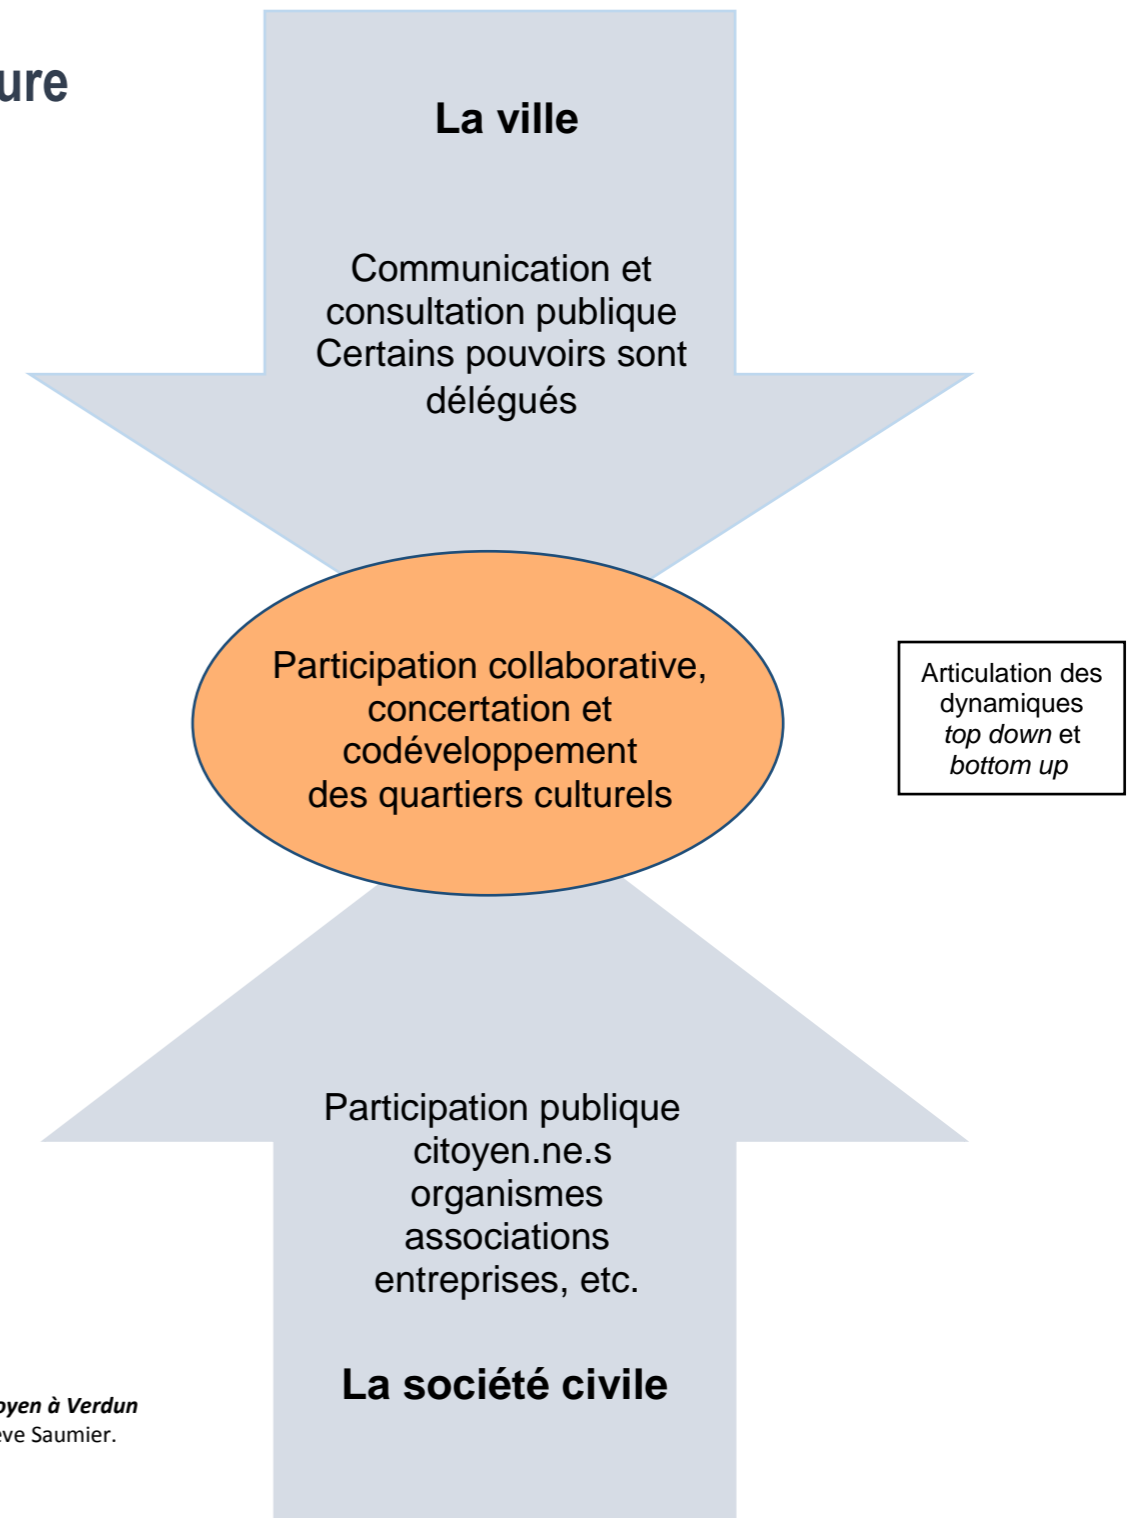 ure
La ville
Communication et
consultation publique
Certains pouvoirs sont
délégués
Participation collaborative,
concertation et
codéveloppement
des quartiers culturels
Articulation des
dynamiques
top down et
bottom up
Participation publique
citoyen.ne.s
organismes
associations
entreprises, etc.
La société civile
oyen à Verdun
ève Saumier.